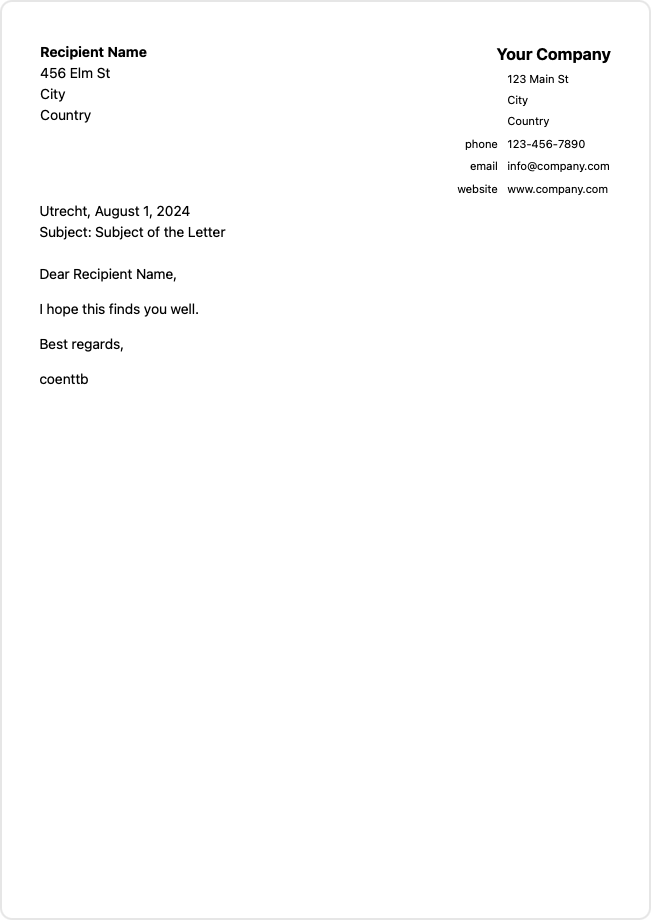 Recipient Name
456 Elm St
City
Country
Your Company
123 Main St
City
Country
phone 123-456-7890
email info@company.com
website www.company.com
Utrecht, August 1, 2024
Subject: Subject of the Letter
Dear Recipient Name,
I hope this finds you well.
Best regards,
coenttb